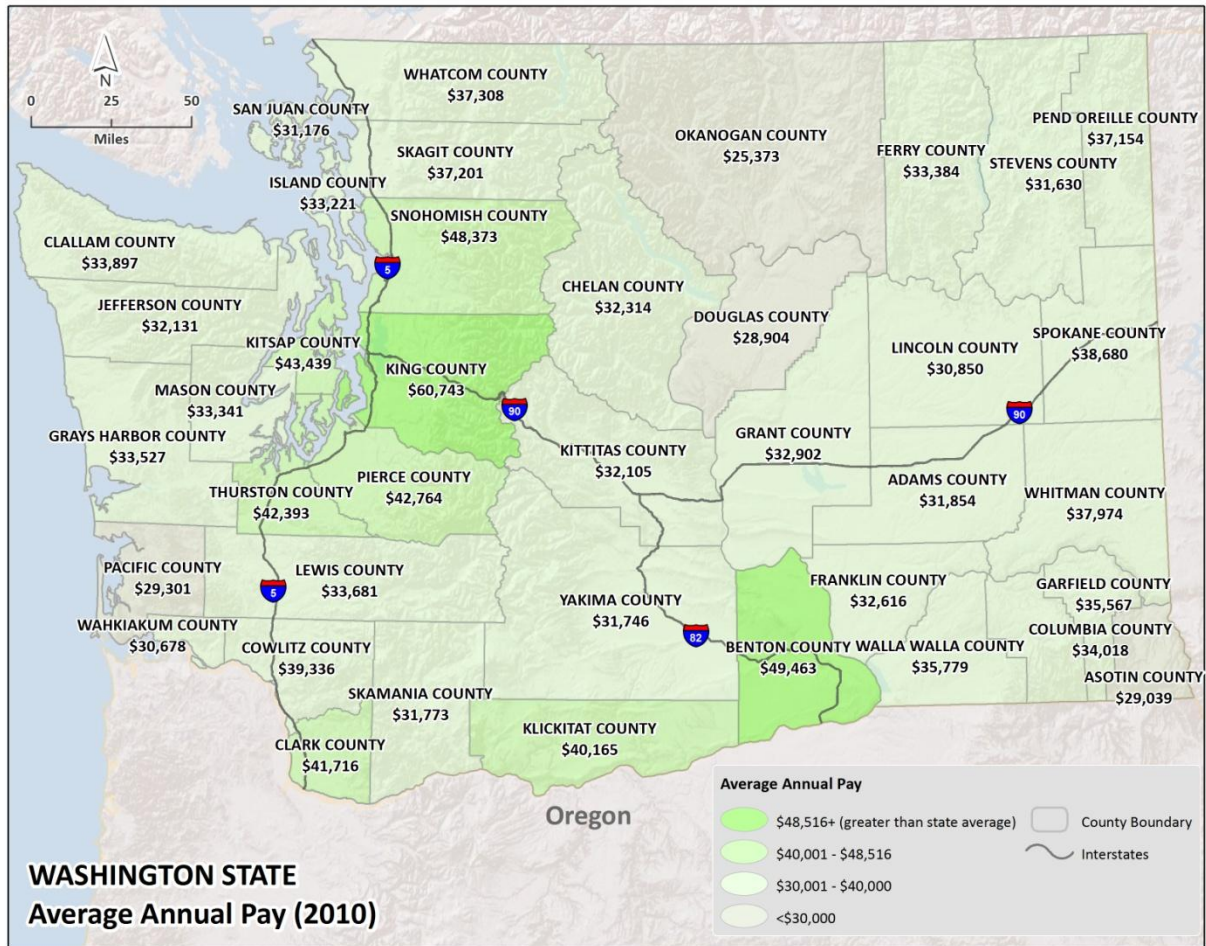 N
0 25 50
Miles
WHATCOM COUNTY
$37,308
SAN JUAN COUNTY
$31,176
OKANOGAN COUNTY
$25,373
PEND OREILLE COUNTY
$37,154
FERRY COUNTY
$33,384
STEVENS COUNTY
$31,630
SKAGIT COUNTY
$37,201
ISLAND COUNTY
$33,221
SNOHOMISH COUNTY
$48,373
CLALLAM COUNTY
$33,897
5
CHELAN COUNTY
$32,314
JEFFERSON COUNTY
$32,131
DOUGLAS COUNTY
$28,904
KITSAP COUNTY
$43,439
LINCOLN COUNTY
$30,850
SPOKANE COUNTY
$38,680
KING COUNTY
$60,743
MASON COUNTY
$33,341
90
90
GRAYS HARBOR COUNTY
$33,527
GRANT COUNTY
$32,902
KITTITAS COUNTY
$32,105
PIERCE COUNTY
$42,764
ADAMS COUNTY
$31,854
THURSTON COUNTY
$42,393
WHITMAN COUNTY
$37,974
PACIFIC COUNTY
$29,301
LEWIS COUNTY
$33,681
5
FRANKLIN COUNTY
$32,616
GARFIELD COUNTY
$35,567
YAKIMA COUNTY
$31,746
WAHKIAKUM COUNTY
$30,678
82
COLUMBIA COUNTY
$34,018
COWLITZ COUNTY
$39,336
BENTON COUNTY
$49,463
WALLA WALLA COUNTY
$35,779
ASOTIN COUNTY
$29,039
SKAMANIA COUNTY
$31,773
KLICKITAT COUNTY
$40,165
CLARK COUNTY
$41,716
Oregon
Average Annual Pay
$48,516+ (greater than state average)
$40,001 - $48,516
$30,001 - $40,000
<$30,000
County Boundary
Interstates
WASHINGTON STATE
Average Annual Pay (2010)